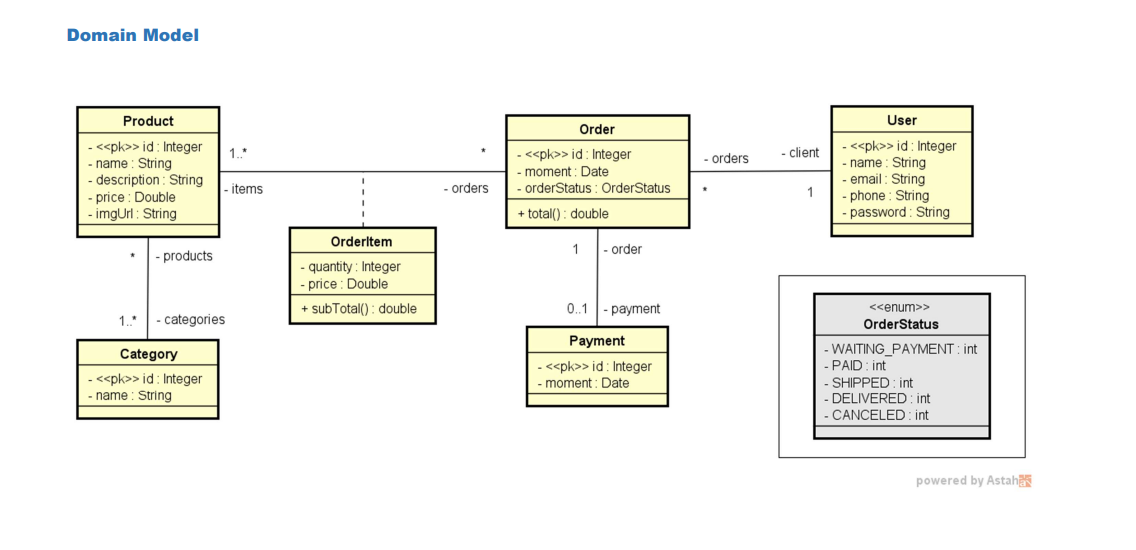 Domain Model
Product
- <<pk>> id : Integer
- name : String
- description : String
- price : Double
- imgUrl : String
1..*
- items
*
- orders
Order
- <<pk>> id : Integer
- moment : Date
- orderStatus : OrderStatus
+ total() : double
- orders
*
- client
1
User
- <<pk>> id : Integer
- name : String
- email : String
- phone : String
- password : String
OrderItem
- quantity : Integer
- price : Double
+ subTotal() : double
* - products
1..* - categories
Category
- <<pk>> id : Integer
- name : String
1 - order
0..1 - payment
Payment
- <<pk>> id : Integer
- moment : Date
<<enum>>
OrderStatus
- WAITING_PAYMENT : int
- PAID : int
- SHIPPED : int
- DELIVERED : int
- CANCELED : int
powered by Astah